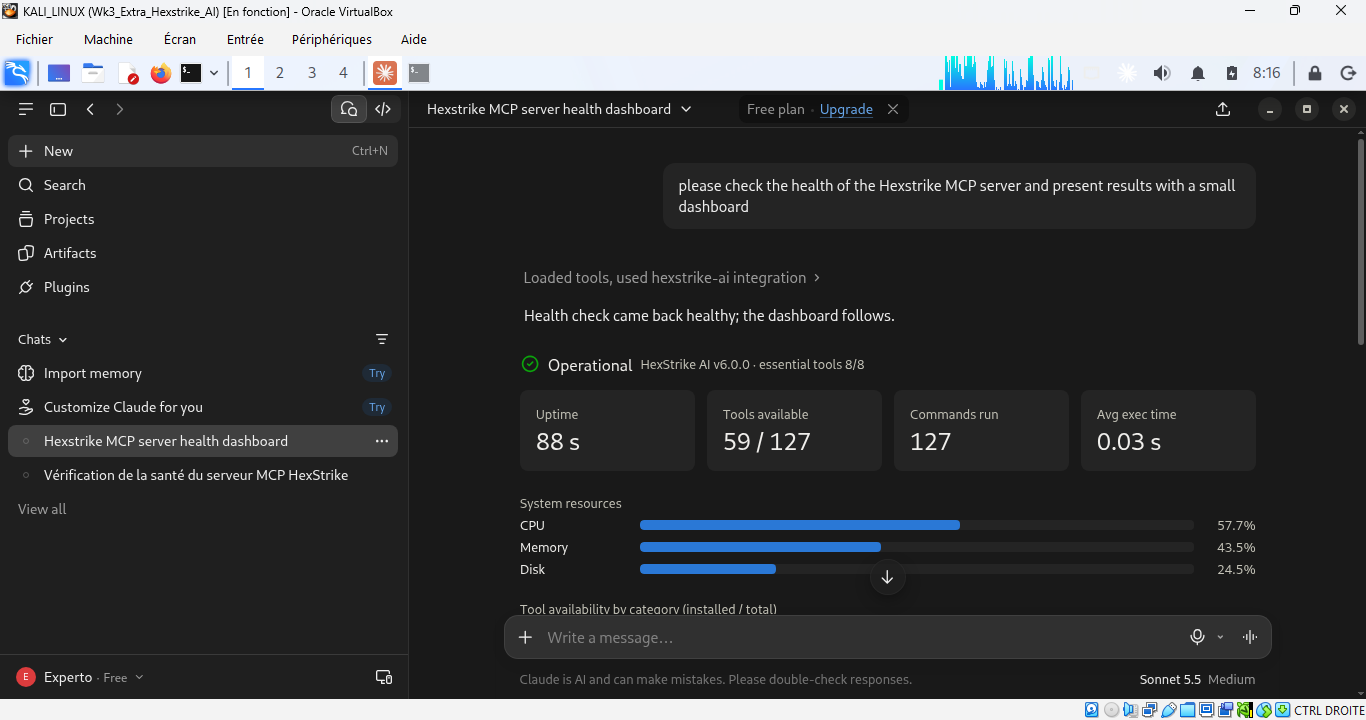 KALI_LINUX (Wk3_Extra_Hexstrike_AI) [En fonction] - Oracle VirtualBox
Fichier Machine Écran Entrée Périphériques Aide
1 2 3 4 8:16
Hexstrike MCP server health dashboard Free plan · Upgrade
New Ctrl+N
Search
Projects
Artifacts
Plugins
Chats
Import memory Try
Customize Claude for you Try
Hexstrike MCP server health dashboard
Vérification de la santé du serveur MCP HexStrike
View all
E Experto · Free
please check the health of the Hexstrike MCP server and present results with a small
dashboard
Loaded tools, used hexstrike-ai integration
Health check came back healthy; the dashboard follows.
Operational HexStrike AI v6.0.0 · essential tools 8/8
Uptime Tools available Commands run Avg exec time
88 s 59 / 127 127 0.03 s
System resources
CPU 57.7%
Memory 43.5%
Disk 24.5%
Tool availability by category (installed / total)
Write a message...
Claude is AI and can make mistakes. Please double-check responses. Sonnet 5.5 Medium
CTRL DROITE